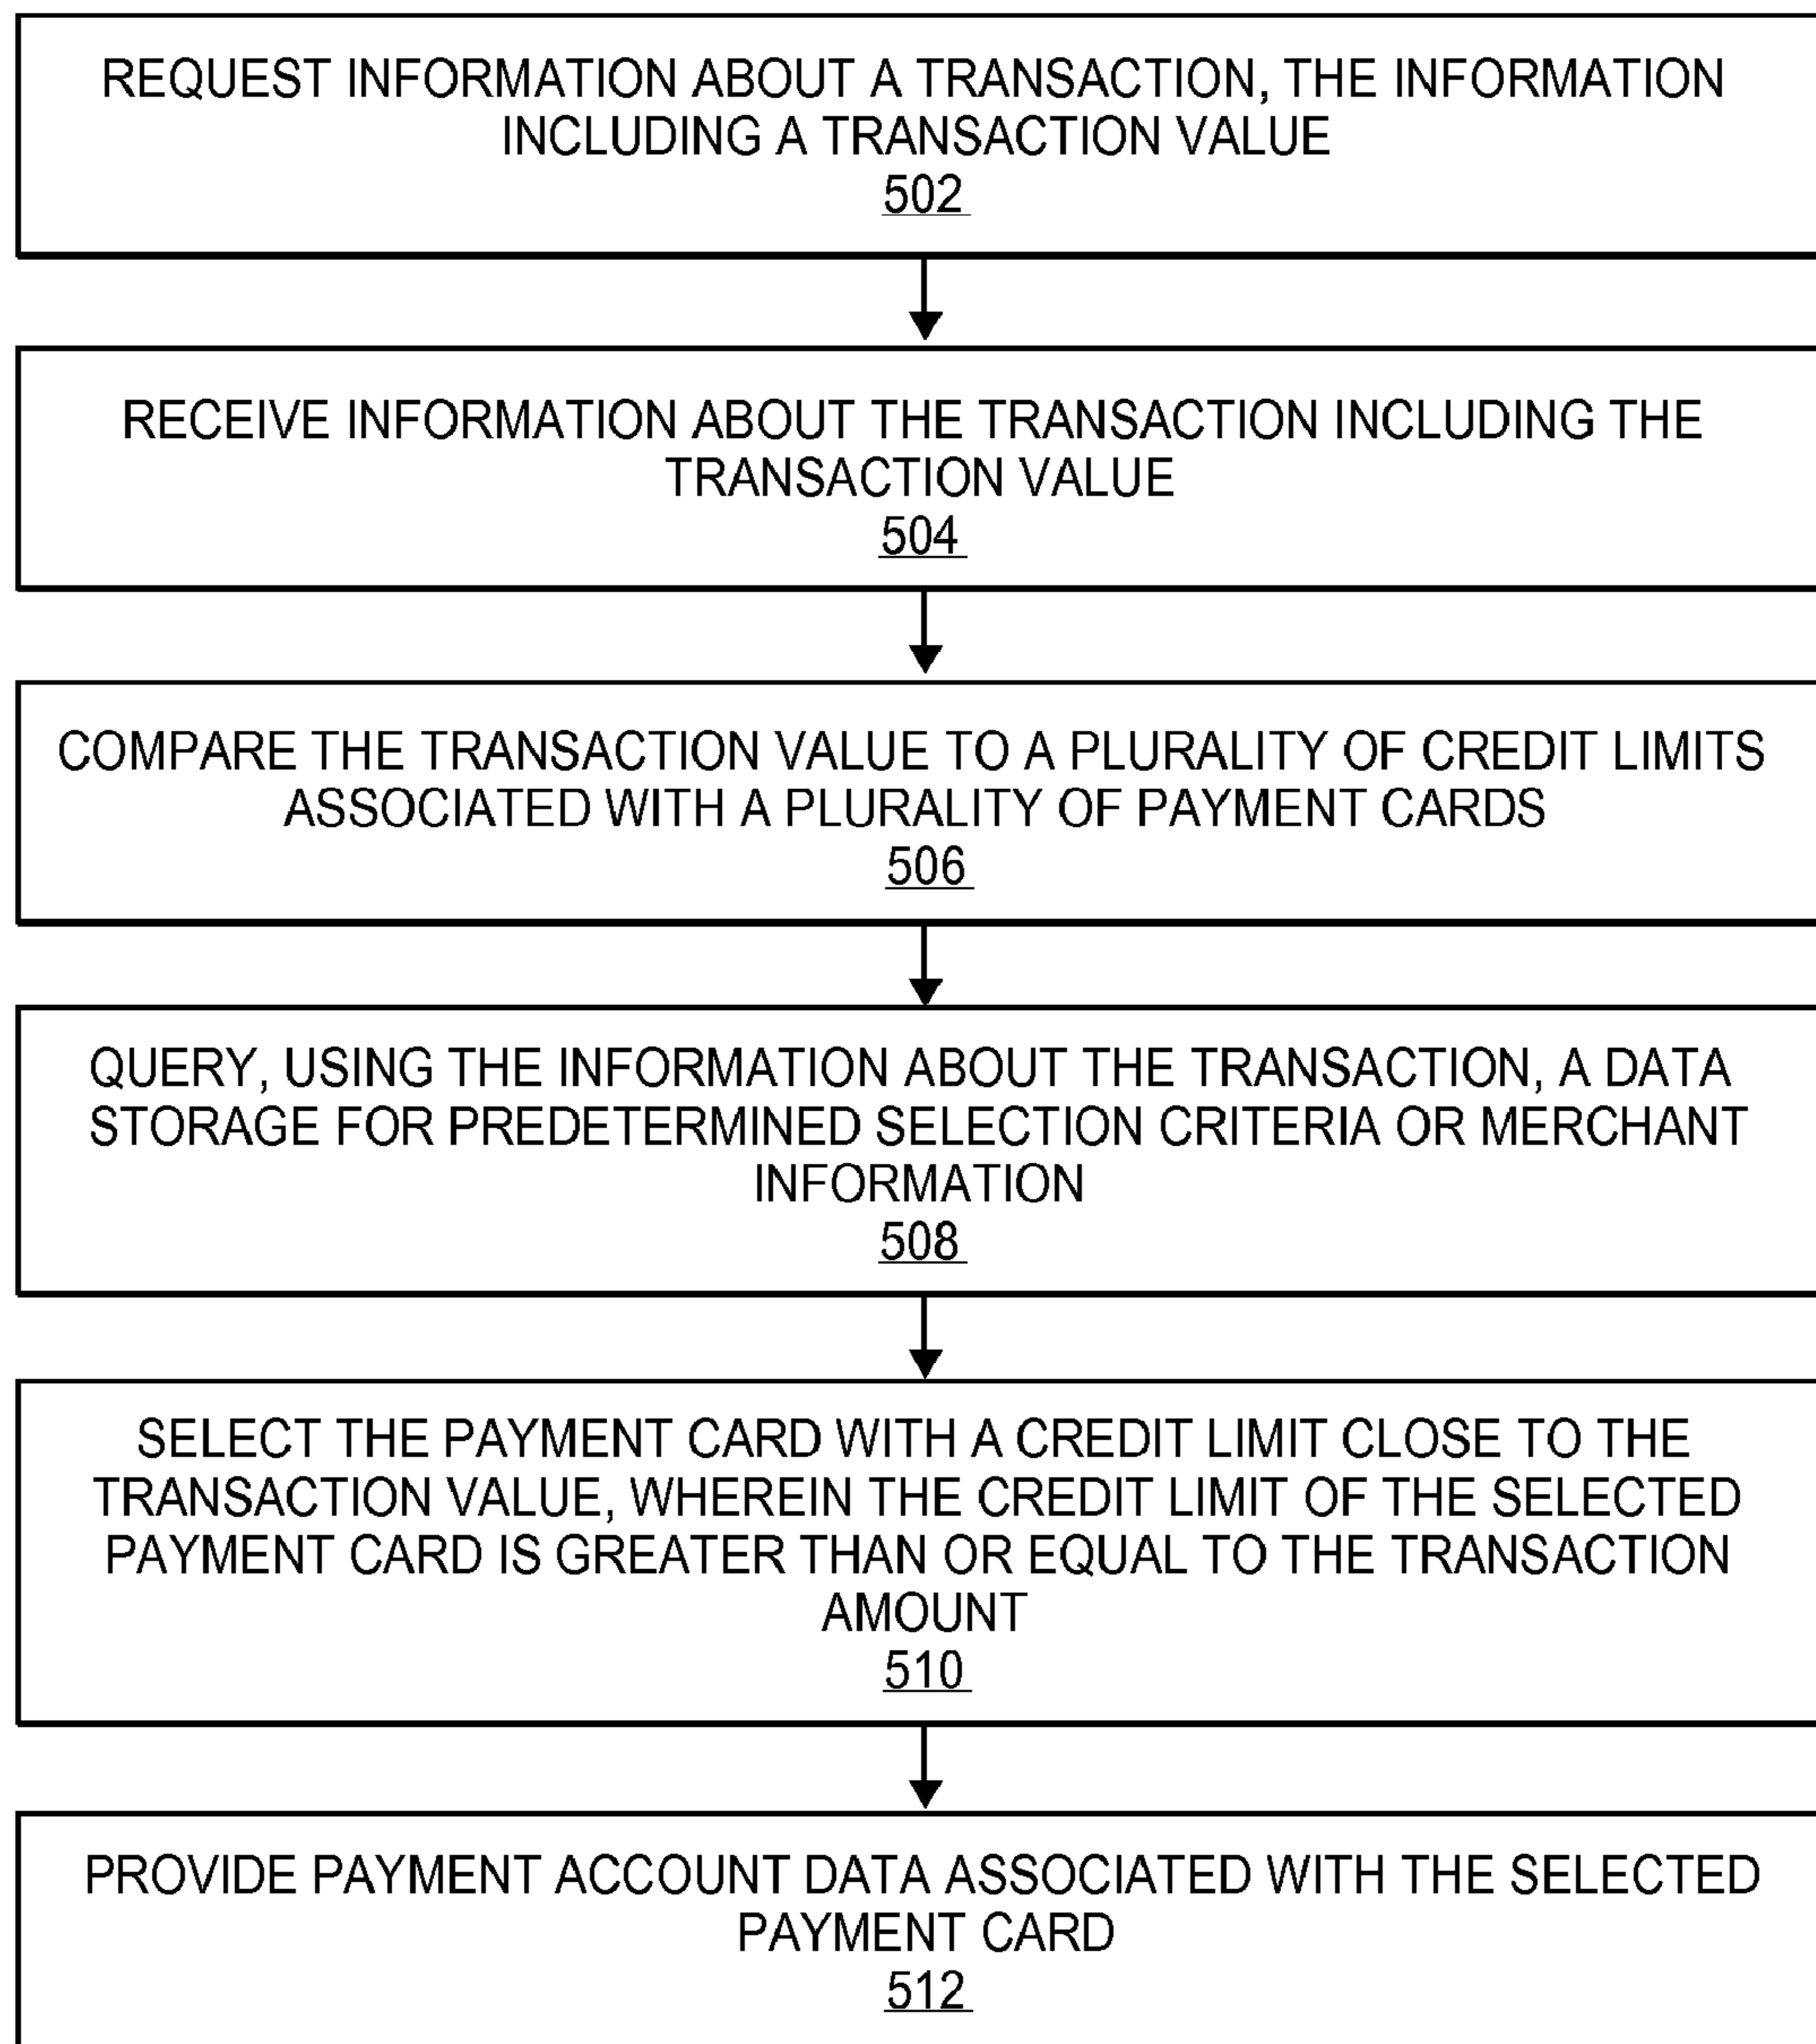 REQUEST INFORMATION ABOUT A TRANSACTION, THE INFORMATION
INCLUDING A TRANSACTION VALUE
502
RECEIVE INFORMATION ABOUT THE TRANSACTION INCLUDING THE
TRANSACTION VALUE
504
COMPARE THE TRANSACTION VALUE TO A PLURALITY OF CREDIT LIMITS
ASSOCIATED WITH A PLURALITY OF PAYMENT CARDS
506
QUERY, USING THE INFORMATION ABOUT THE TRANSACTION, A DATA
STORAGE FOR PREDETERMINED SELECTION CRITERIA OR MERCHANT
INFORMATION
508
SELECT THE PAYMENT CARD WITH A CREDIT LIMIT CLOSE TO THE
TRANSACTION VALUE, WHEREIN THE CREDIT LIMIT OF THE SELECTED
PAYMENT CARD IS GREATER THAN OR EQUAL TO THE TRANSACTION
AMOUNT
510
PROVIDE PAYMENT ACCOUNT DATA ASSOCIATED WITH THE SELECTED
PAYMENT CARD
512